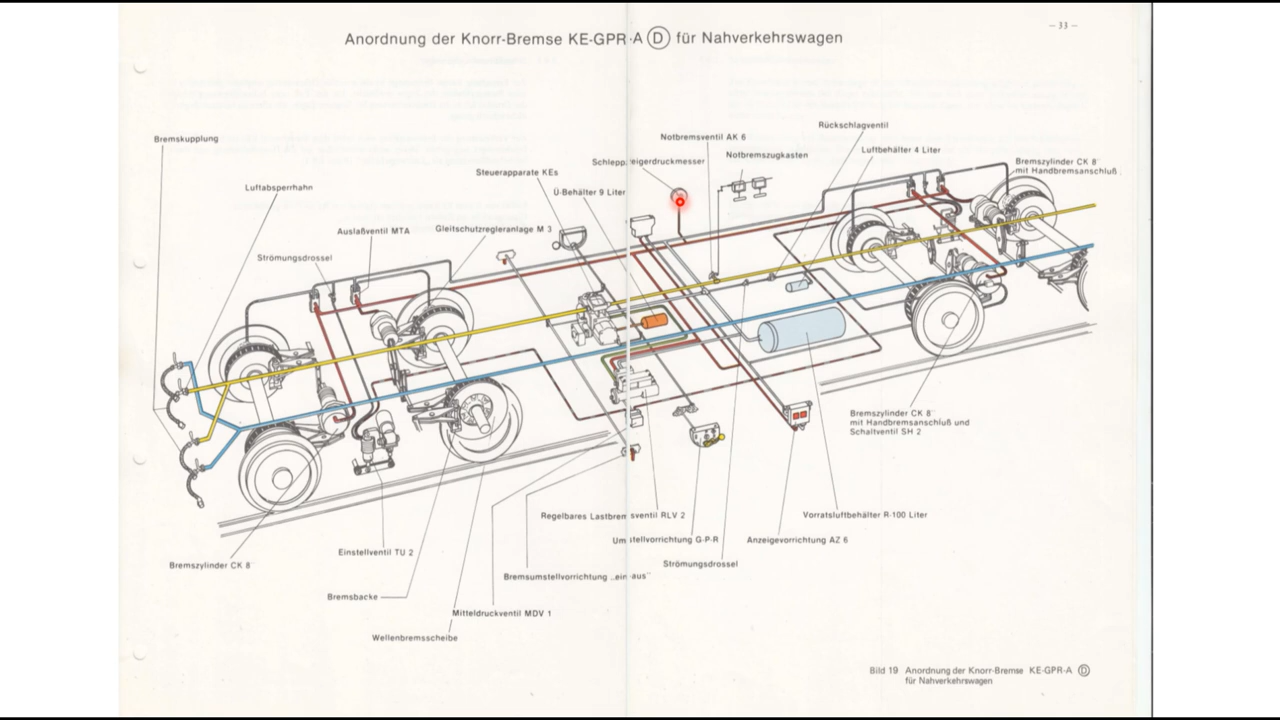 – 33 –
Anordnung der Knorr-Bremse KE-GPR-A Ⓓ für Nahverkehrswagen
Rückschlagventil
Bremskupplung
Notbremsventil AK 6
Luftbehälter 4 Liter
Notbremszugkasten
Schlepp eigerdruckmesser
Bremszylinder CK 8"
mit Handbremsanschluß
Steuerapparate KEs
Luftabsperrhahn
Ü-Behälter 9 Liter
Auslaßventil MTA
Gleitschutzregleranlage M 3
Strömungsdrossel
Bremszylinder CK 8"
mit Handbremsanschluß und
Schaltventil SH 2
Regelbares Lastbremsventil RLV 2
Vorratsluftbehälter R-100 Liter
Umstellvorrichtung G-P-R
Anzeigevorrichtung AZ 6
Einstellventil TU 2
Bremszylinder CK 8"
Strömungsdrossel
Bremsumstellvorrichtung „ein-aus"
Bremsbacke
Mitteldruckventil MDV 1
Wellenbremsscheibe
Bild 19 Anordnung der Knorr-Bremse KE-GPR-A Ⓓ
für Nahverkehrswagen